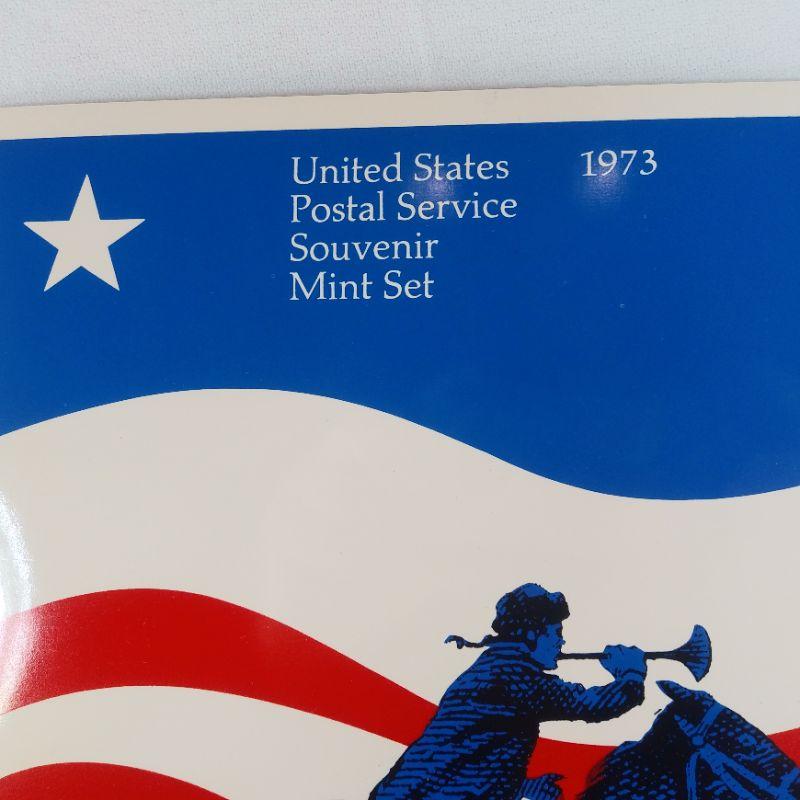 United States 1973
Postal Service
Souvenir
Mint Set